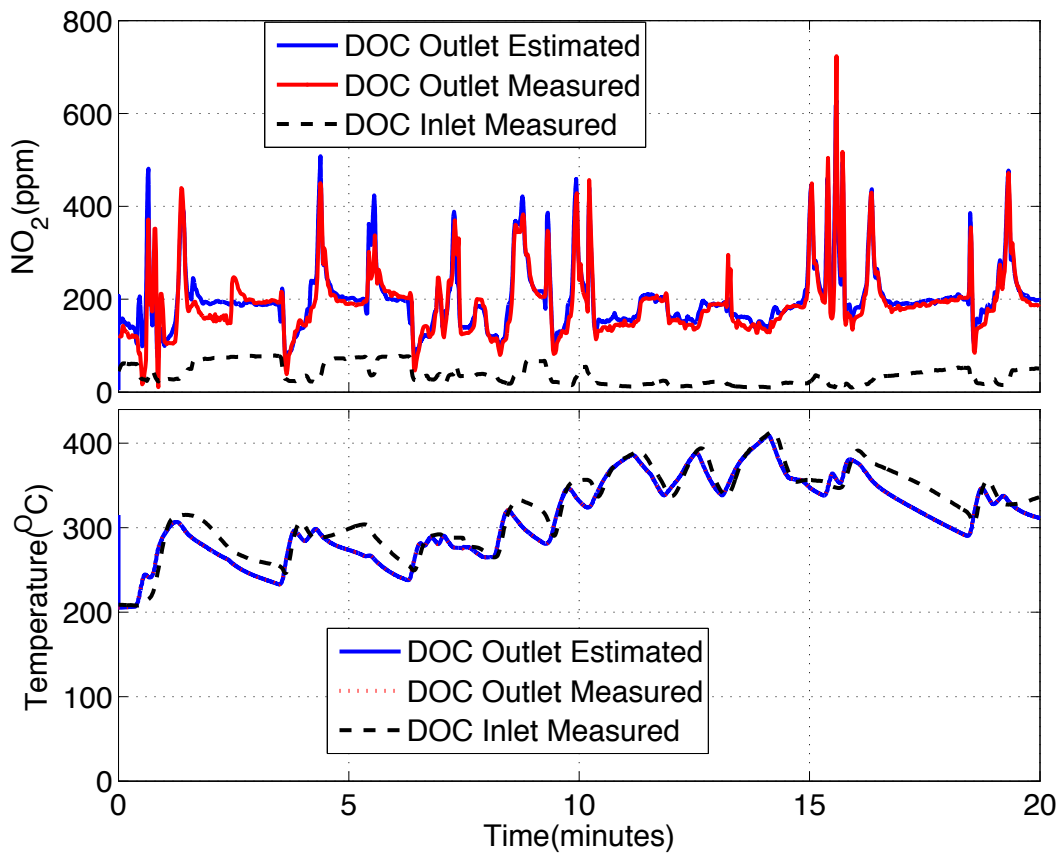 800
600
400
200
0
NO2(ppm)
DOC Outlet Estimated
DOC Outlet Measured
DOC Inlet Measured
400
300
200
100
0
Temperature(OC)
DOC Outlet Estimated
DOC Outlet Measured
DOC Inlet Measured
0 5 10 15 20
Time(minutes)